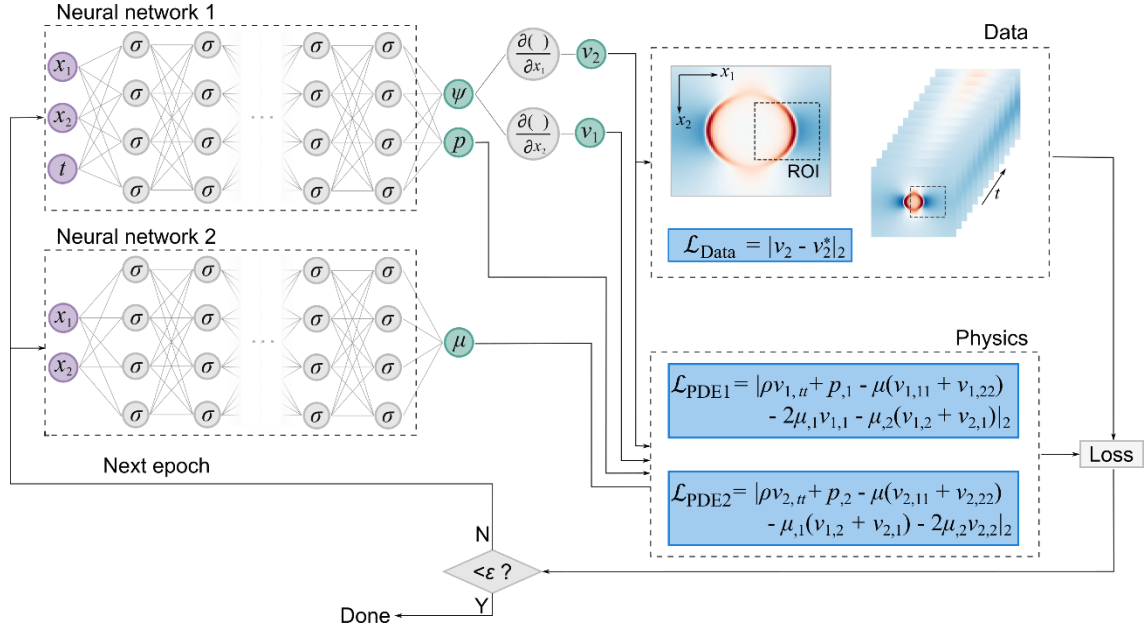 Neural network 1
x₁
x₂
t
σ σ σ σ
σ σ σ σ
σ σ σ σ
σ σ σ σ
...
ψ
p
∂( )/∂x₁
v₂
∂( )/∂x₂
v₁
Data
x₁
x₂
ROI
t
ℒ_Data = |v₂ - v₂*|₂
Neural network 2
x₁
x₂
σ σ σ σ
σ σ σ σ
σ σ σ σ
σ σ σ σ
...
μ
Physics
ℒ_PDE1 = |ρv₁,tt + p,₁ - μ(v₁,₁₁ + v₁,₂₂)
- 2μ,₁v₁,₁ - μ,₂(v₁,₂ + v₂,₁)|₂
ℒ_PDE2 = |ρv₂,tt + p,₂ - μ(v₂,₁₁ + v₂,₂₂)
- μ,₁(v₁,₂ + v₂,₁) - 2μ,₂v₂,₂|₂
Loss
Next epoch
N
<ε ?
Y
Done